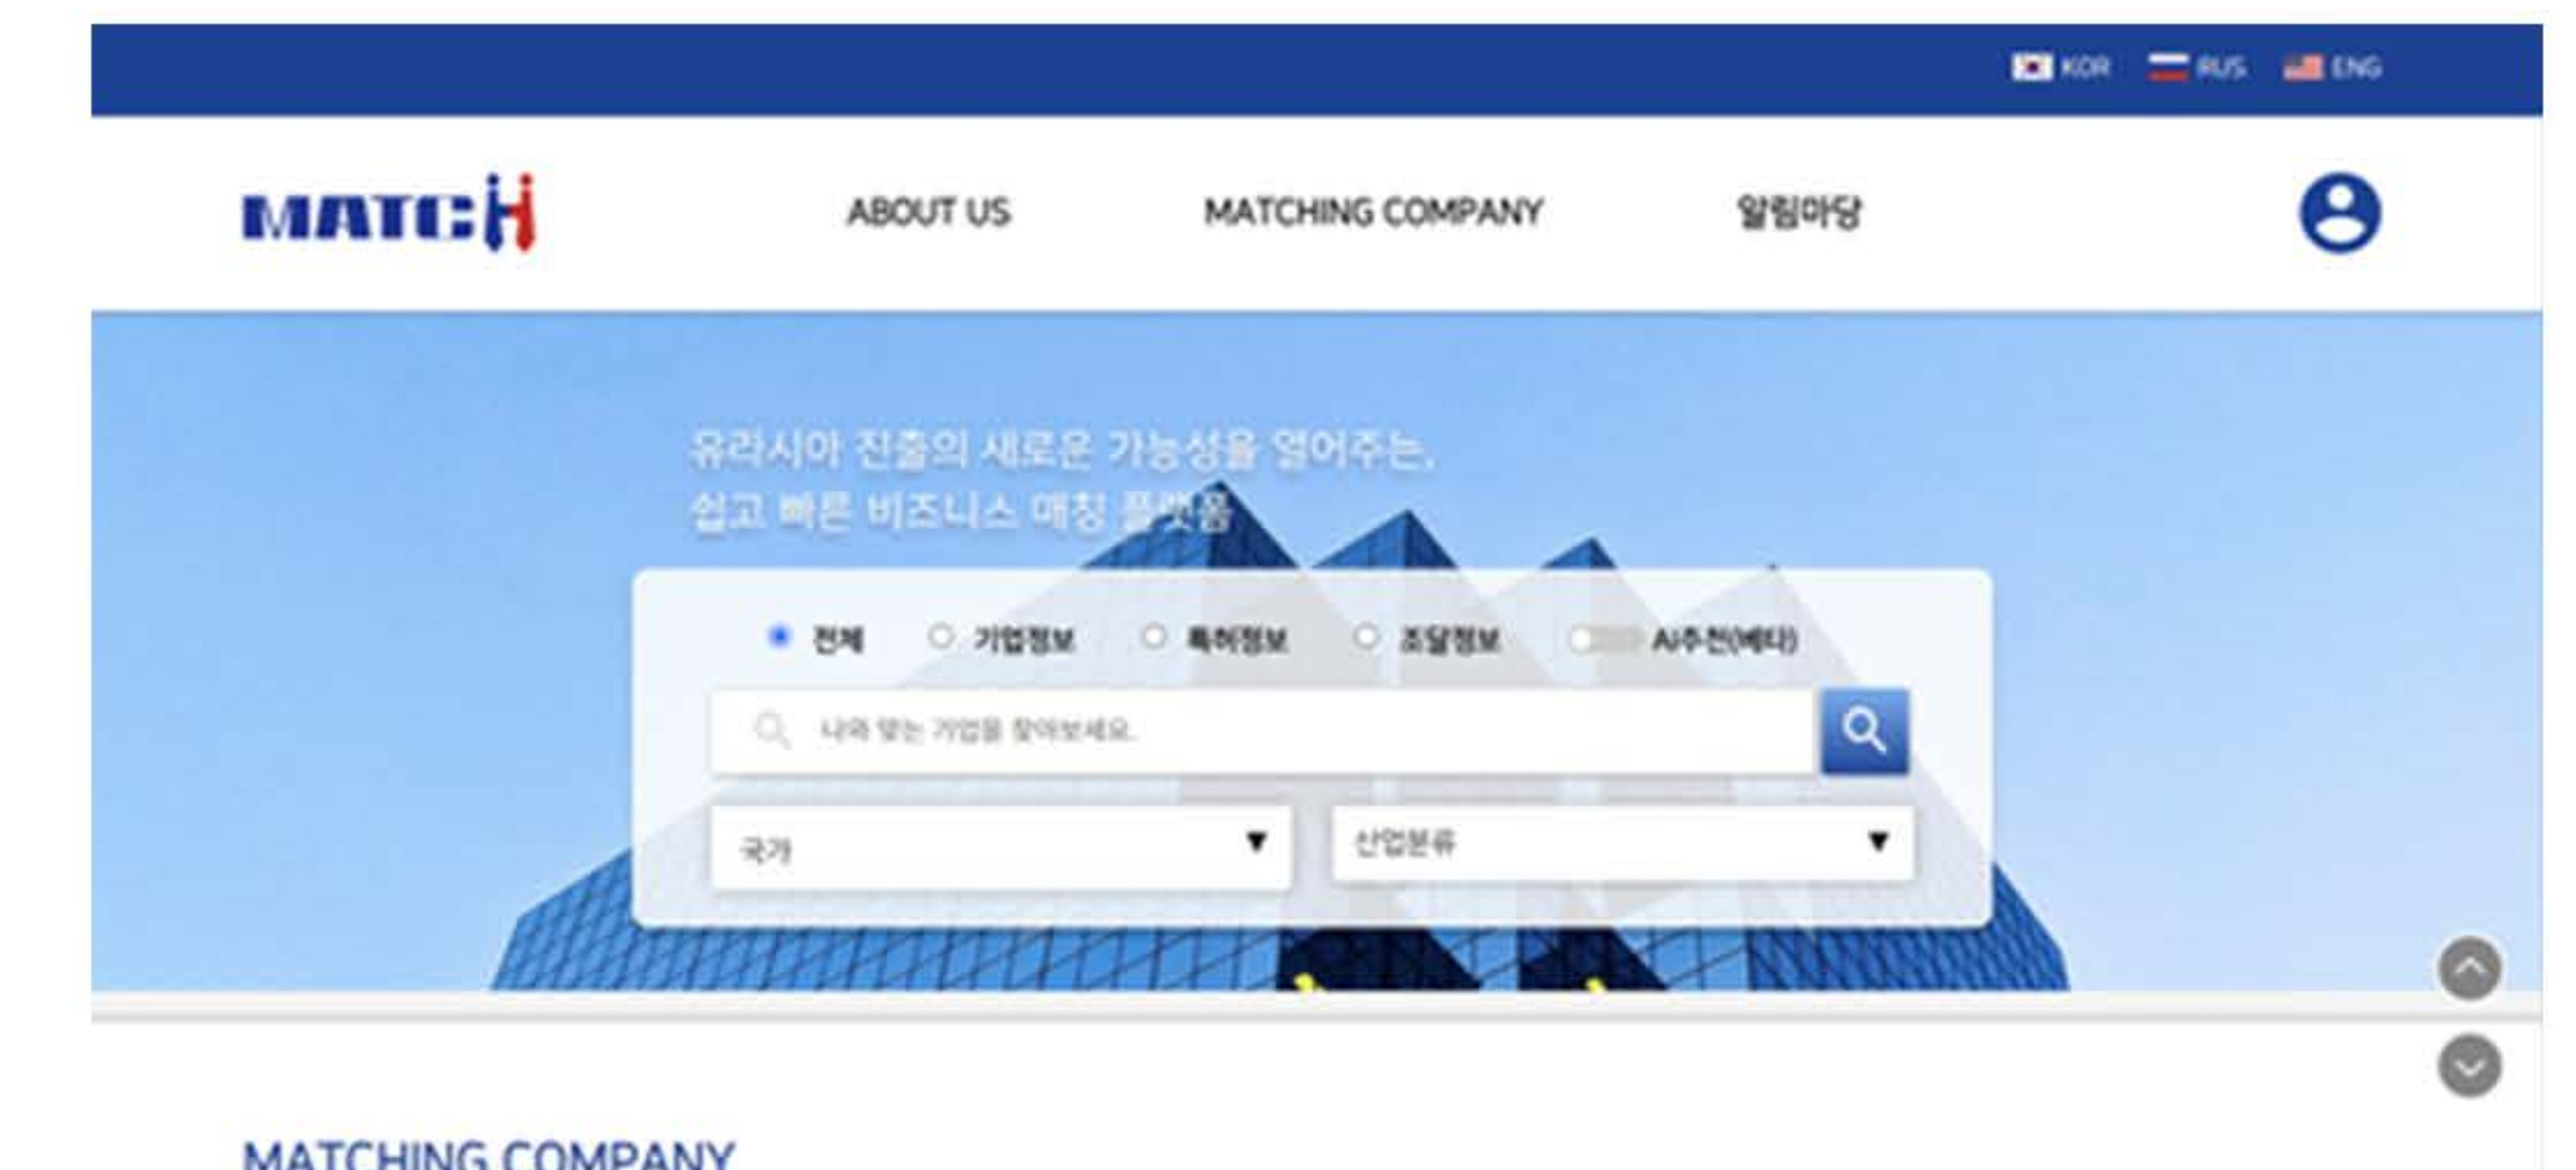 KOR RUS ENG
MATCH ABOUT US MATCHING COMPANY 알림마당
유라시아 진출의 새로운 가능성을 열어주는,
쉽고 빠른 비즈니스 매칭 플랫폼
전체 기업정보 특허정보 조달정보 AI추천(베타)
나와 맞는 기업을 찾아보세요.
국가 산업분류
MATCHING COMPANY